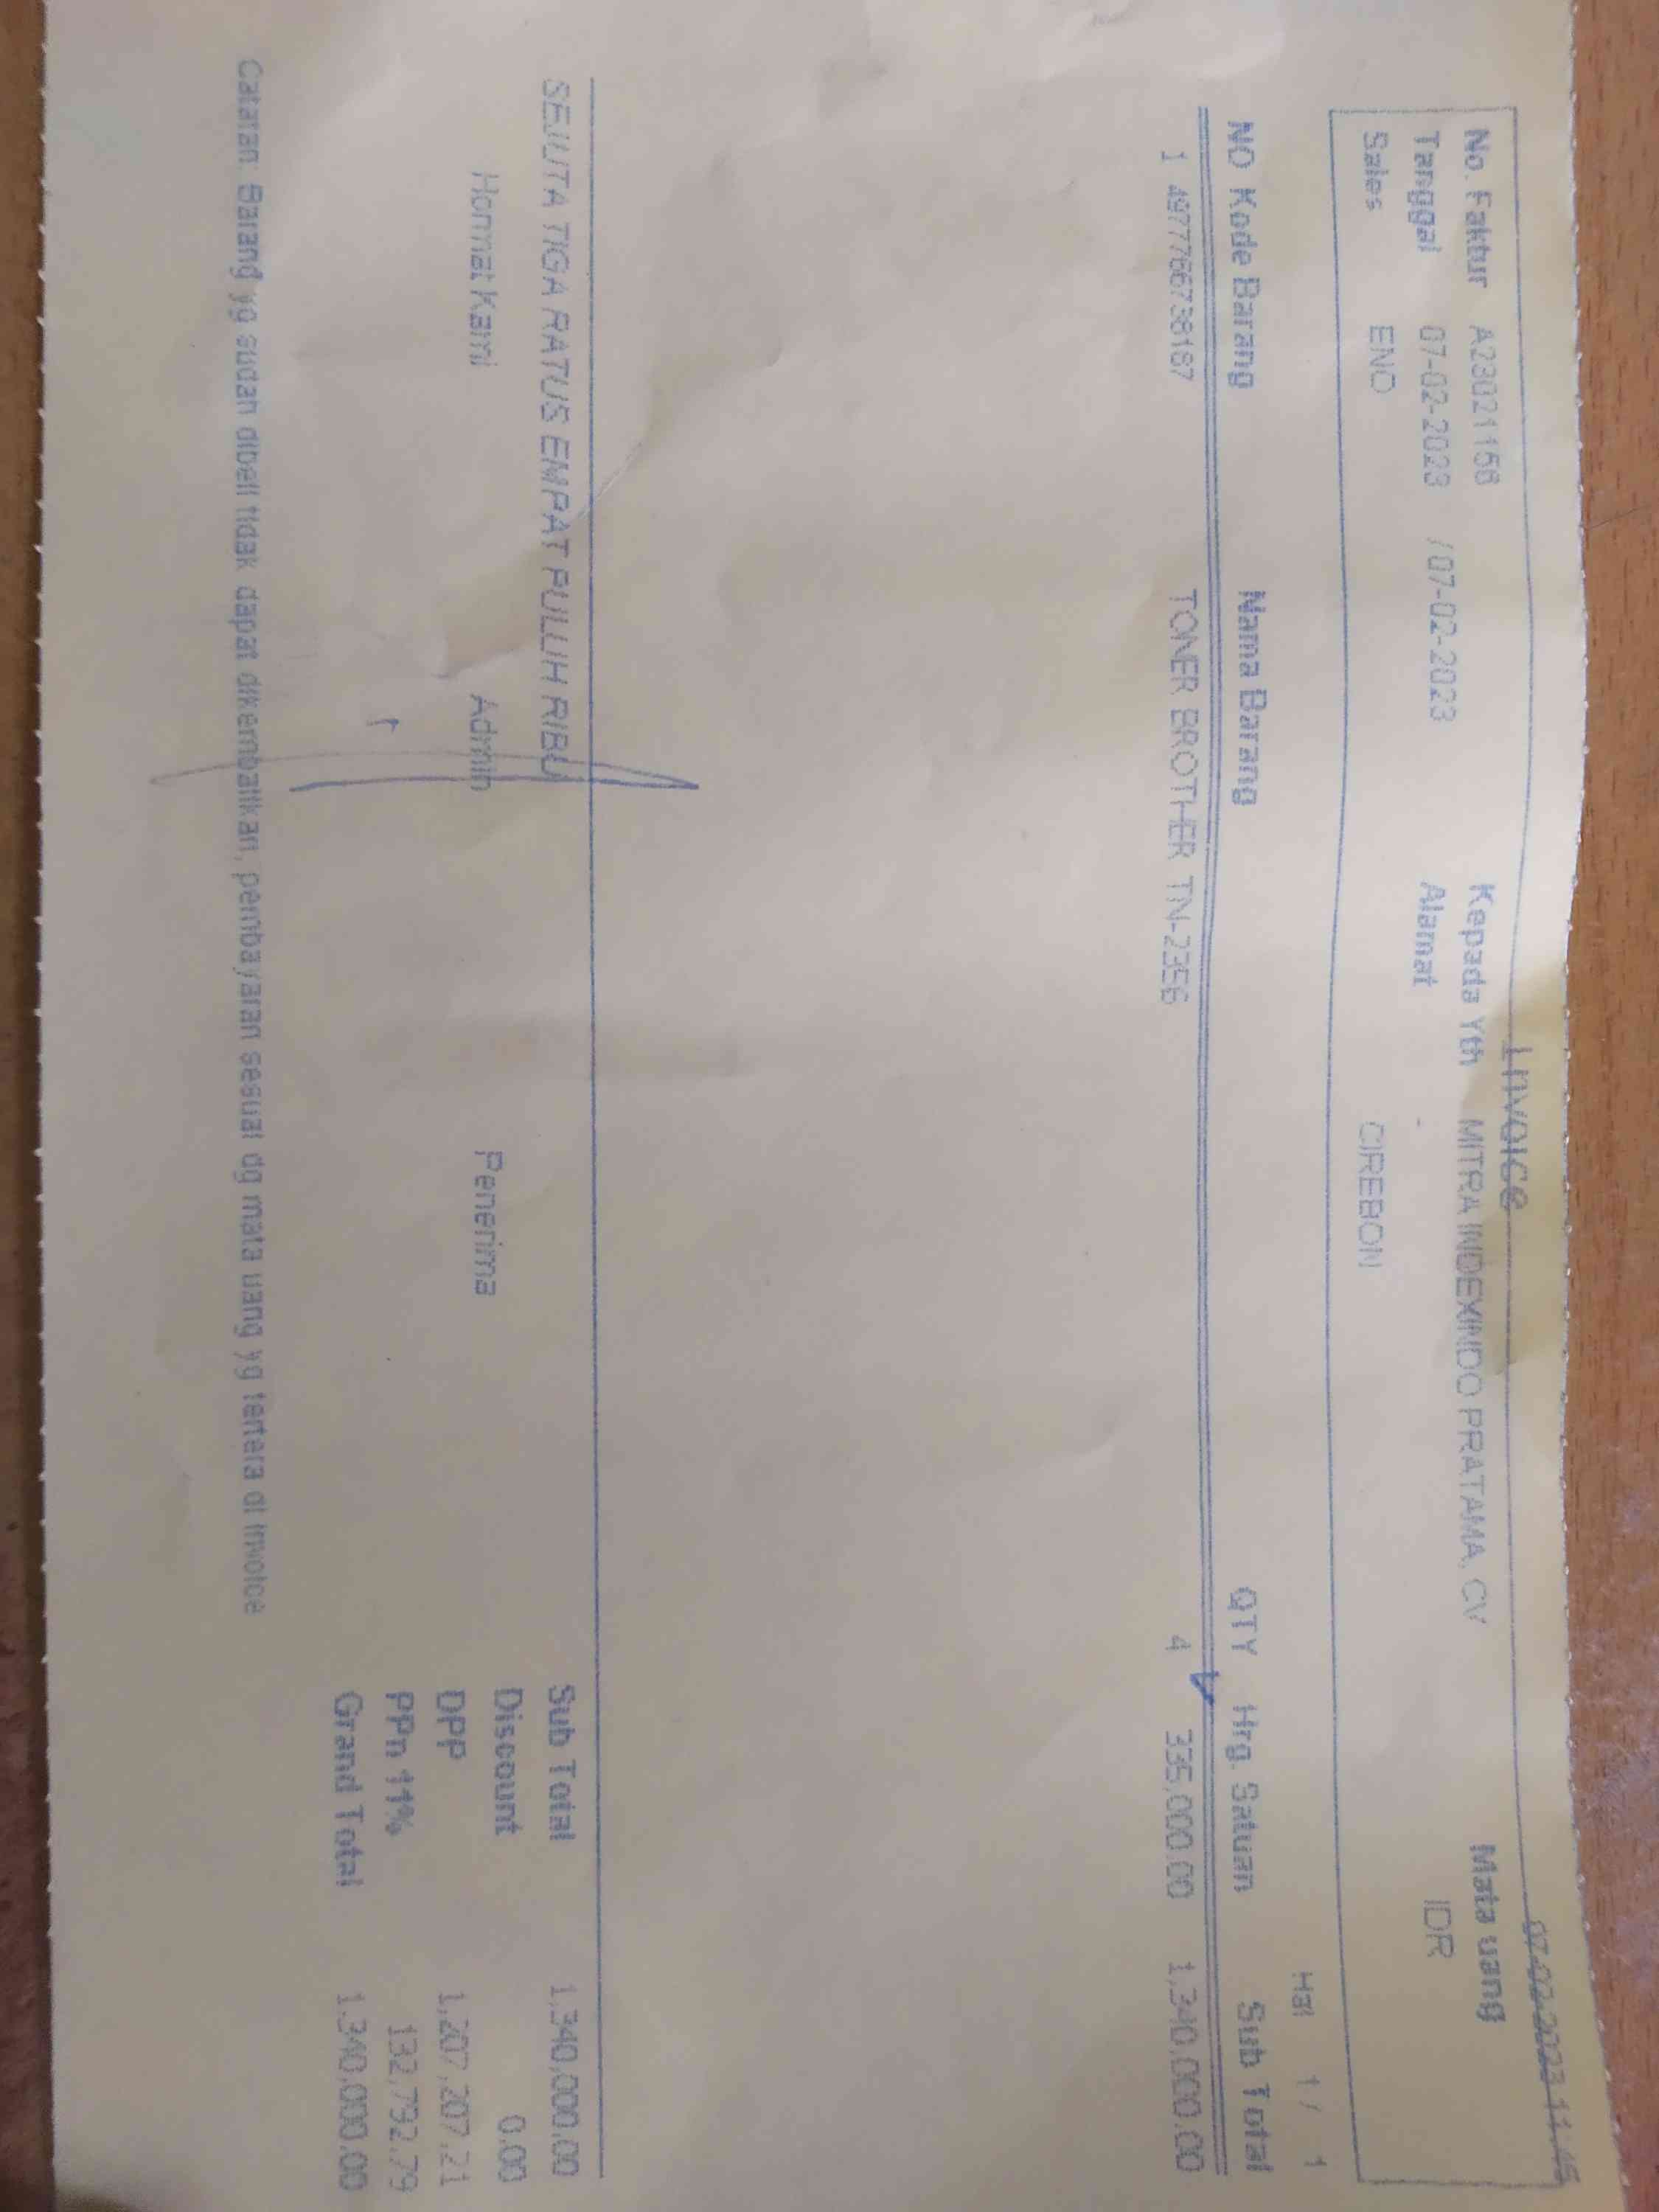 Invoice
07-02-2023 11:45
No. Faktur A23021156 Kepada Yth MITRA INDEXINDO PRATAMA, CV Mata uang
Tanggal 07-02-2023 / 07-02-2023 Alamat - IDR
Sales ENO CIREBON
Hal 1 / 1
NO Kode Barang Nama Barang QTY Hrg. Satuan Sub Total
1 4977766738187 TONER BROTHER TN-2356 4 335,000.00 1,340,000.00
SEJUTA TIGA RATUS EMPAT PULUH RIBU Sub Total 1,340,000.00
Discount 0.00
Hormat Kami Admin Penerima DPP 1,207,207.21
PPn 11% 132,792.79
Grand Total 1,340,000.00
Catatan: Barang yg sudah dibeli tidak dapat dikembalikan, pembayaran sesuai dg mata uang yg tertera di invoice